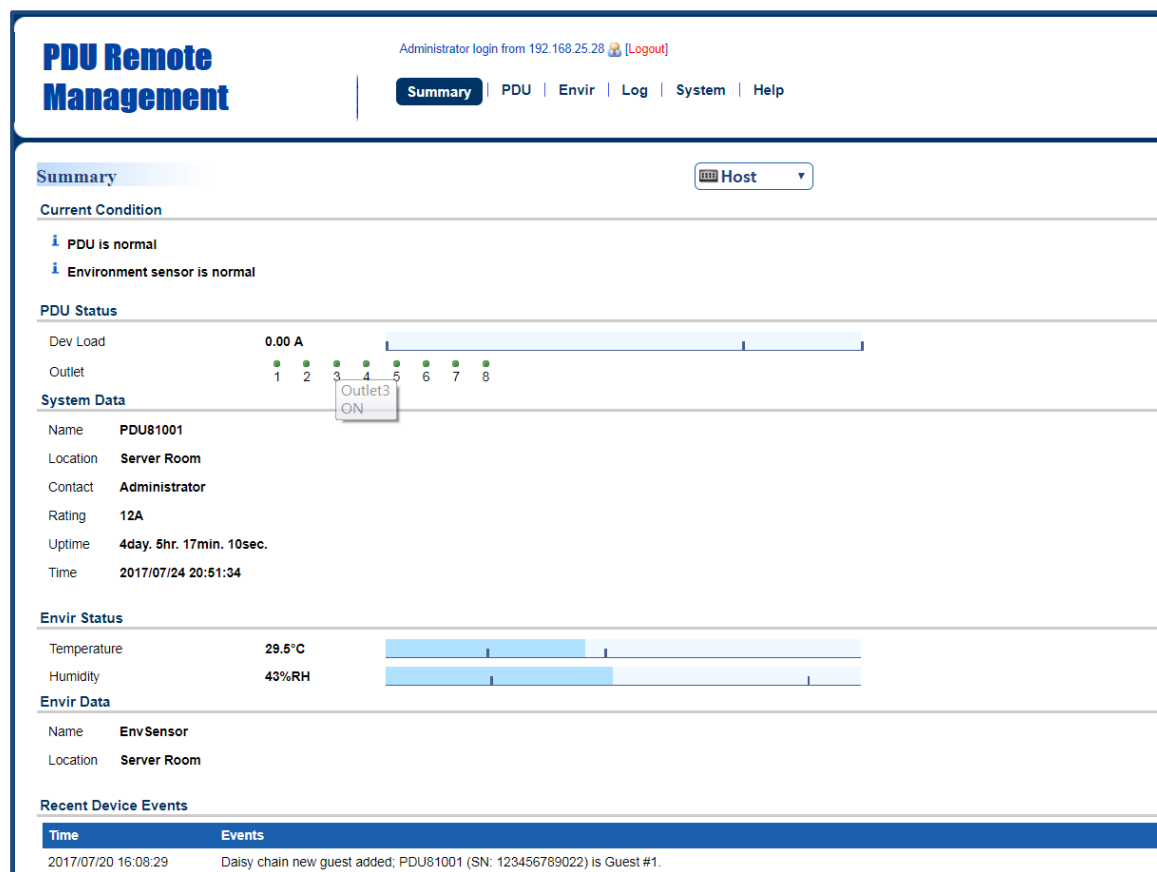 PDU Remote
Management
Administrator login from 192.168.25.28 [Logout]
Summary | PDU | Envir | Log | System | Help
Summary
Host
Current Condition
PDU is normal
Environment sensor is normal
PDU Status
Dev Load 0.00 A
Outlet 1 2 3 4 5 6 7 8
Outlet3
ON
System Data
Name PDU81001
Location Server Room
Contact Administrator
Rating 12A
Uptime 4day. 5hr. 17min. 10sec.
Time 2017/07/24 20:51:34
Envir Status
Temperature 29.5°C
Humidity 43%RH
Envir Data
Name EnvSensor
Location Server Room
Recent Device Events
Time Events
2017/07/20 16:08:29 Daisy chain new guest added; PDU81001 (SN: 123456789022) is Guest #1.